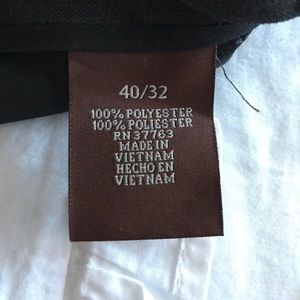 40/32
100% POLYESTER
100% POLIESTER
RN 37763
MADE IN
VIETNAM
HECHO EN
VIETNAM